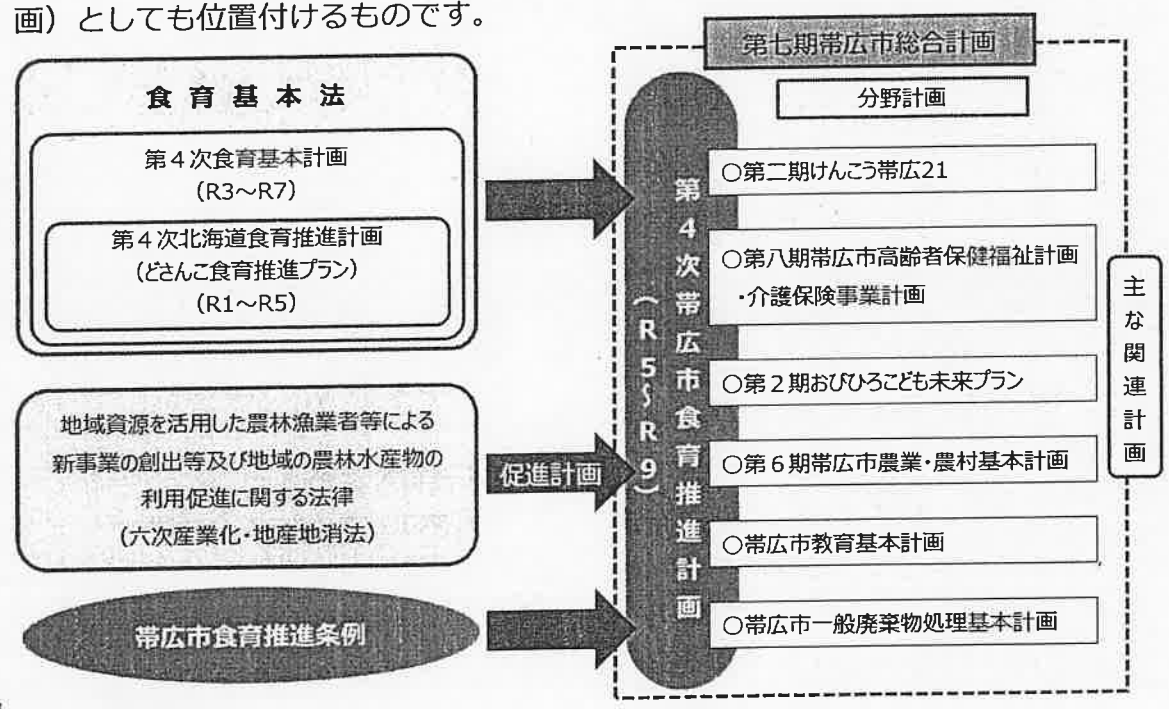 画）としても位置付けるものです。
食育基本法
第４次食育基本計画
（R3～R7）
第４次北海道食育推進計画
（どさんこ食育推進プラン）
（R1～R5）
地域資源を活用した農林漁業者等による
新事業の創出等及び地域の農林水産物の
利用促進に関する法律
（六次産業化・地産地消法）
促進計画
帯広市食育推進条例
第４次帯広市食育推進計画
（R５～R９）
第七期帯広市総合計画
分野計画
○第二期けんこう帯広21
○第八期帯広市高齢者保健福祉計画
・介護保険事業計画
○第２期おびひろこども未来プラン
○第６期帯広市農業・農村基本計画
○帯広市教育基本計画
○帯広市一般廃棄物処理基本計画
主な関連計画